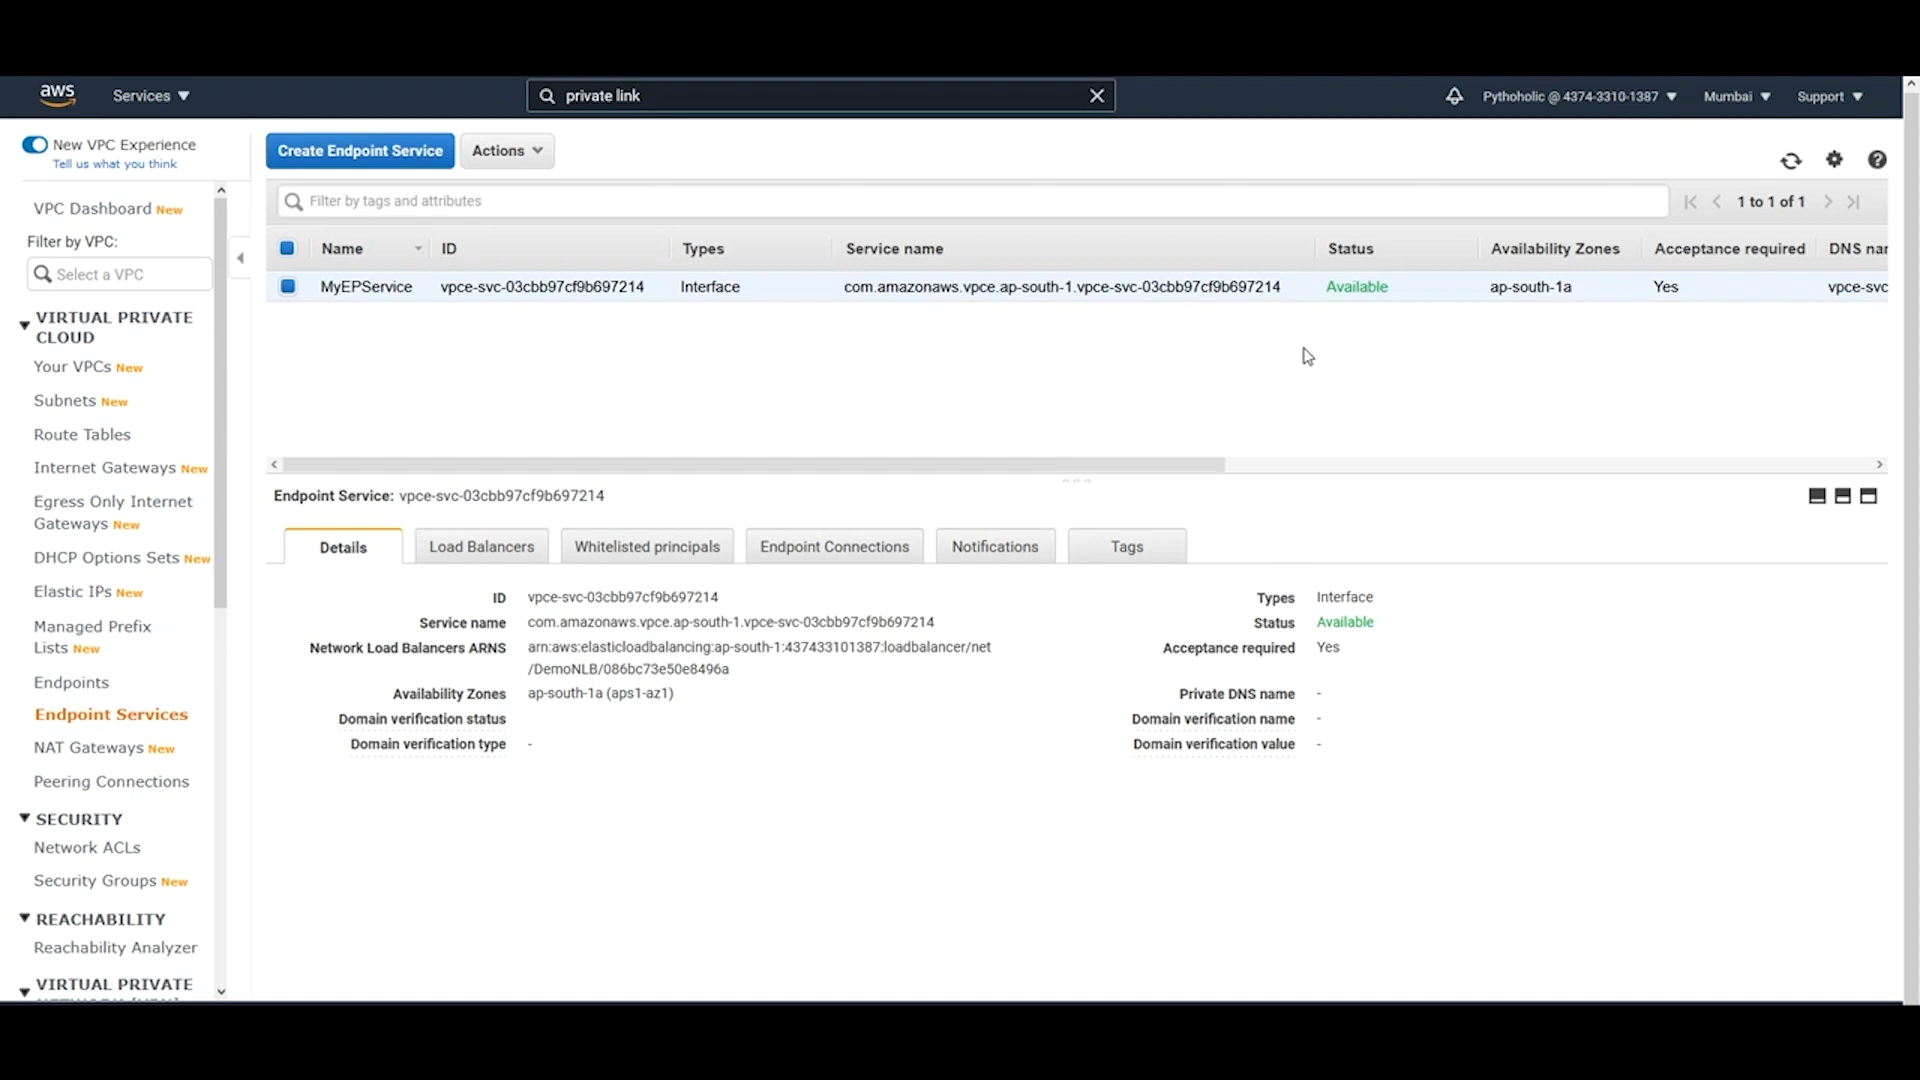 aws
Services
private link
Pythoholic @ 4374-3310-1387
Mumbai
Support
New VPC Experience
Tell us what you think
VPC Dashboard New
Filter by VPC:
Select a VPC
VIRTUAL PRIVATE
CLOUD
Your VPCs New
Subnets New
Route Tables
Internet Gateways New
Egress Only Internet
Gateways New
DHCP Options Sets New
Elastic IPs New
Managed Prefix
Lists New
Endpoints
Endpoint Services
NAT Gateways New
Peering Connections
SECURITY
Network ACLs
Security Groups New
REACHABILITY
Reachability Analyzer
VIRTUAL PRIVATE
Create Endpoint Service
Actions
Filter by tags and attributes
1 to 1 of 1
Name ID Types Service name Status Availability Zones Acceptance required DNS nar
MyEPService vpce-svc-03cbb97cf9b697214 Interface com.amazonaws.vpce.ap-south-1.vpce-svc-03cbb97cf9b697214 Available ap-south-1a Yes vpce-svc
Endpoint Service: vpce-svc-03cbb97cf9b697214
Details Load Balancers Whitelisted principals Endpoint Connections Notifications Tags
ID vpce-svc-03cbb97cf9b697214
Service name com.amazonaws.vpce.ap-south-1.vpce-svc-03cbb97cf9b697214
Network Load Balancers ARNS arn:aws:elasticloadbalancing:ap-south-1:437433101387:loadbalancer/net
/DemoNLB/086bc73e50e8496a
Availability Zones ap-south-1a (aps1-az1)
Domain verification status
Domain verification type -
Types Interface
Status Available
Acceptance required Yes
Private DNS name -
Domain verification name -
Domain verification value -